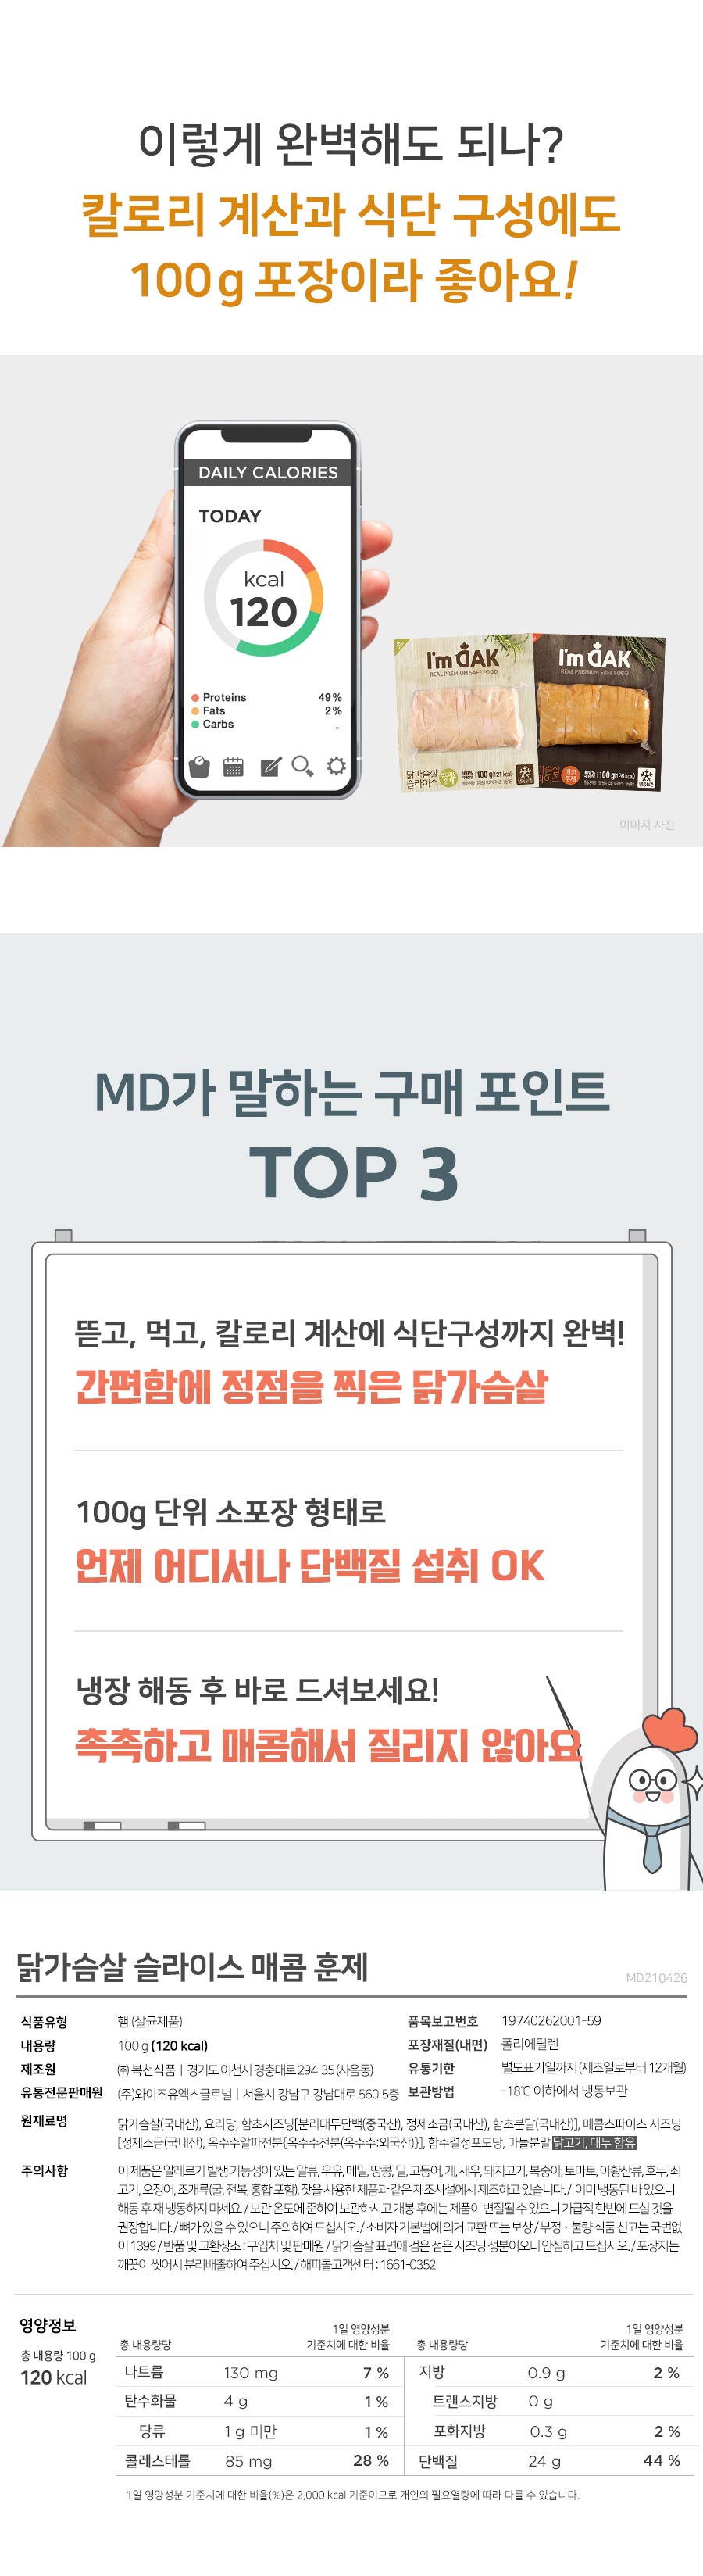 이렇게 완벽해도 되나?
칼로리 계산과 식단 구성에도
100g 포장이라 좋아요!
DAILY CALORIES
TODAY
kcal
120
Proteins 49%
Fats 2%
Carbs -
I'm DAK
REAL PREMIUM SAFE FOOD
I'm DAK
REAL PREMIUM SAFE FOOD
닭가슴살
슬라이스
100 g (121 kcal)
100 g (126 kcal)
이미지 사진
MD가 말하는 구매 포인트
TOP 3
뜯고, 먹고, 칼로리 계산에 식단구성까지 완벽!
간편함에 정점을 찍은 닭가슴살
100g 단위 소포장 형태로
언제 어디서나 단백질 섭취 OK
냉장 해동 후 바로 드셔보세요!
촉촉하고 매콤해서 질리지 않아요
닭가슴살 슬라이스 매콤 훈제
MD210426
식품유형 햄 (살균제품)
품목보고번호 19740262001-59
내용량 100 g (120 kcal)
포장재질(내면) 폴리에틸렌
제조원 ㈜ 복천식품 | 경기도 이천시 경충대로 294-35 (사음동)
유통기한 별도표기일까지 (제조일로부터 12개월)
유통전문판매원 (주)와이즈유엑스글로벌 | 서울시 강남구 강남대로 560 5층
보관방법 -18℃ 이하에서 냉동보관
원재료명 닭가슴살(국내산), 요리당, 함초시즈닝[분리대두단백(중국산), 정제소금(국내산), 함초분말(국내산)], 매콤스파이스 시즈닝
[정제소금(국내산), 옥수수알파전분{옥수수전분(옥수수:외국산)}], 함수결정포도당, 마늘분말 닭고기, 대두 함유
주의사항 이 제품은 알레르기 발생 가능성이 있는 알류, 우유, 메밀, 땅콩, 밀, 고등어, 게, 새우, 돼지고기, 복숭아, 토마토, 아황산류, 호두, 쇠
고기, 오징어, 조개류(굴, 전복, 홍합 포함), 잣을 사용한 제품과 같은 제조시설에서 제조하고 있습니다. / 이미 냉동된 바 있으니
해동 후 재 냉동하지 마세요. / 보관 온도에 준하여 보관하시고 개봉 후에는 제품이 변질될 수 있으니 가급적 한번에 드실 것을
권장합니다. / 뼈가 있을 수 있으니 주의하여 드십시오. / 소비자 기본법에 의거 교환 또는 보상 / 부정 · 불량 식품 신고는 국번없
이 1399 / 반품 및 교환장소 : 구입처 및 판매원 / 닭가슴살 표면에 검은 점은 시즈닝 성분이오니 안심하고 드십시오. / 포장지는
깨끗이 씻어서 분리배출하여 주십시오. / 해피콜고객센터 : 1661-0352
영양정보
총 내용량 100 g
120 kcal
총 내용량당 1일 영양성분
기준치에 대한 비율
총 내용량당 1일 영양성분
기준치에 대한 비율
나트륨 130 mg 7 %
지방 0.9 g 2 %
탄수화물 4 g 1 %
트랜스지방 0 g
당류 1 g 미만 1 %
포화지방 0.3 g 2 %
콜레스테롤 85 mg 28 %
단백질 24 g 44 %
1일 영양성분 기준치에 대한 비율(%)은 2,000 kcal 기준이므로 개인의 필요열량에 따라 다를 수 있습니다.